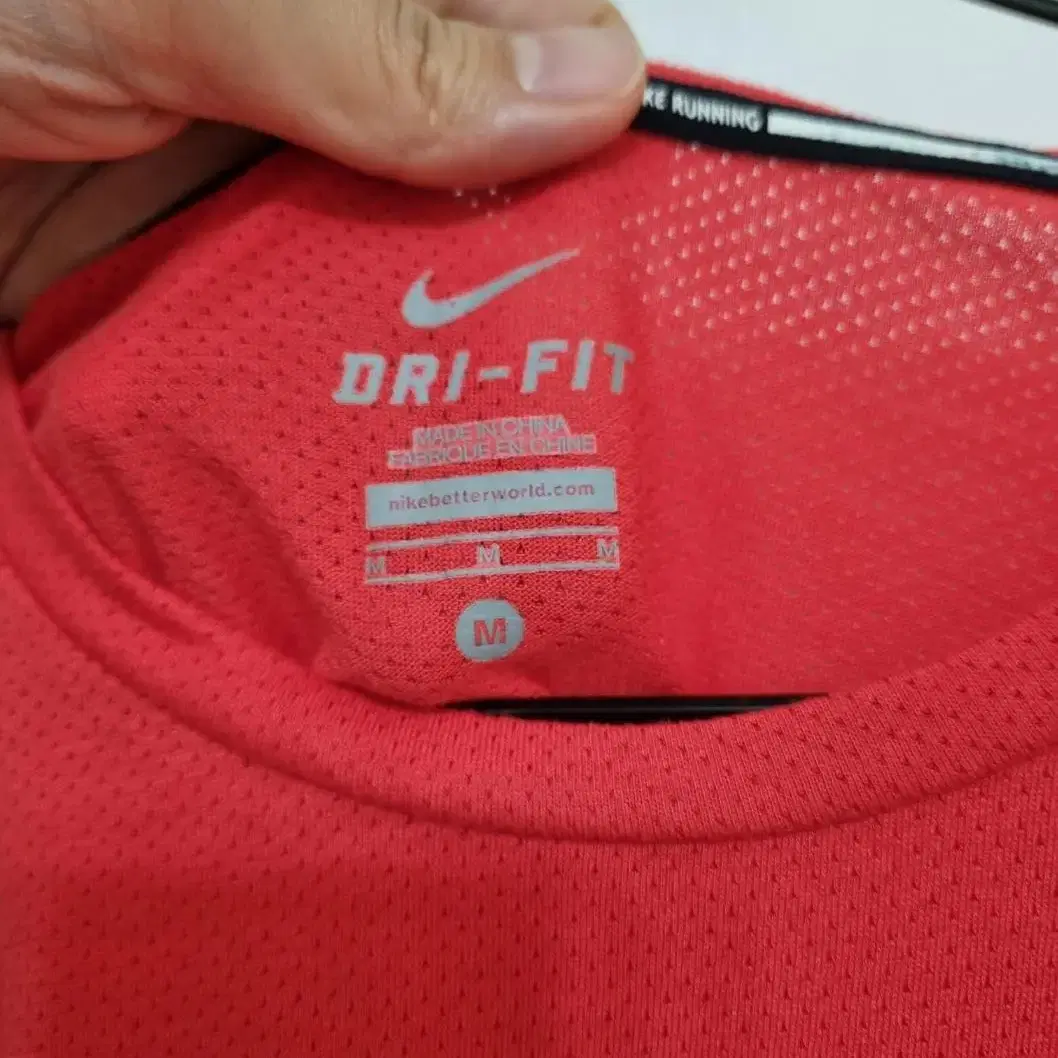 KE RUNNING
DRI-FIT
MADE IN CHINA
FABRIQUE EN CHINE
nikebetterworld.com
M M M
M